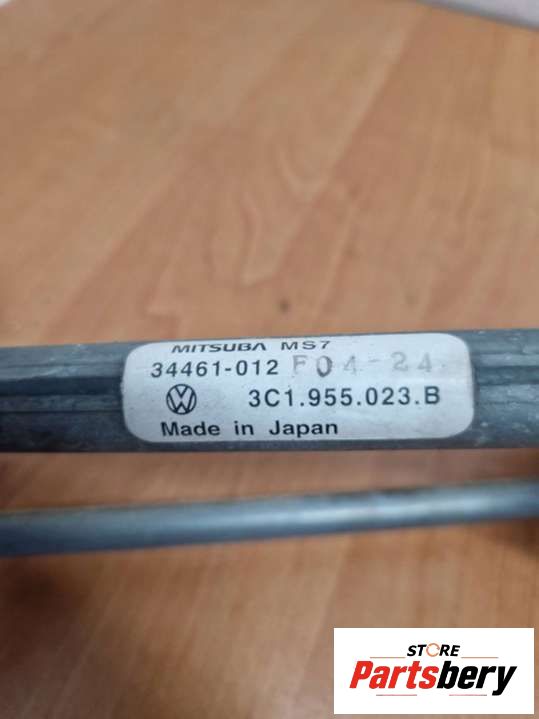 MITSUBA MS7
34461-012 F04-24
3C1.955.023.B
Made in Japan
STORE
Partsbery